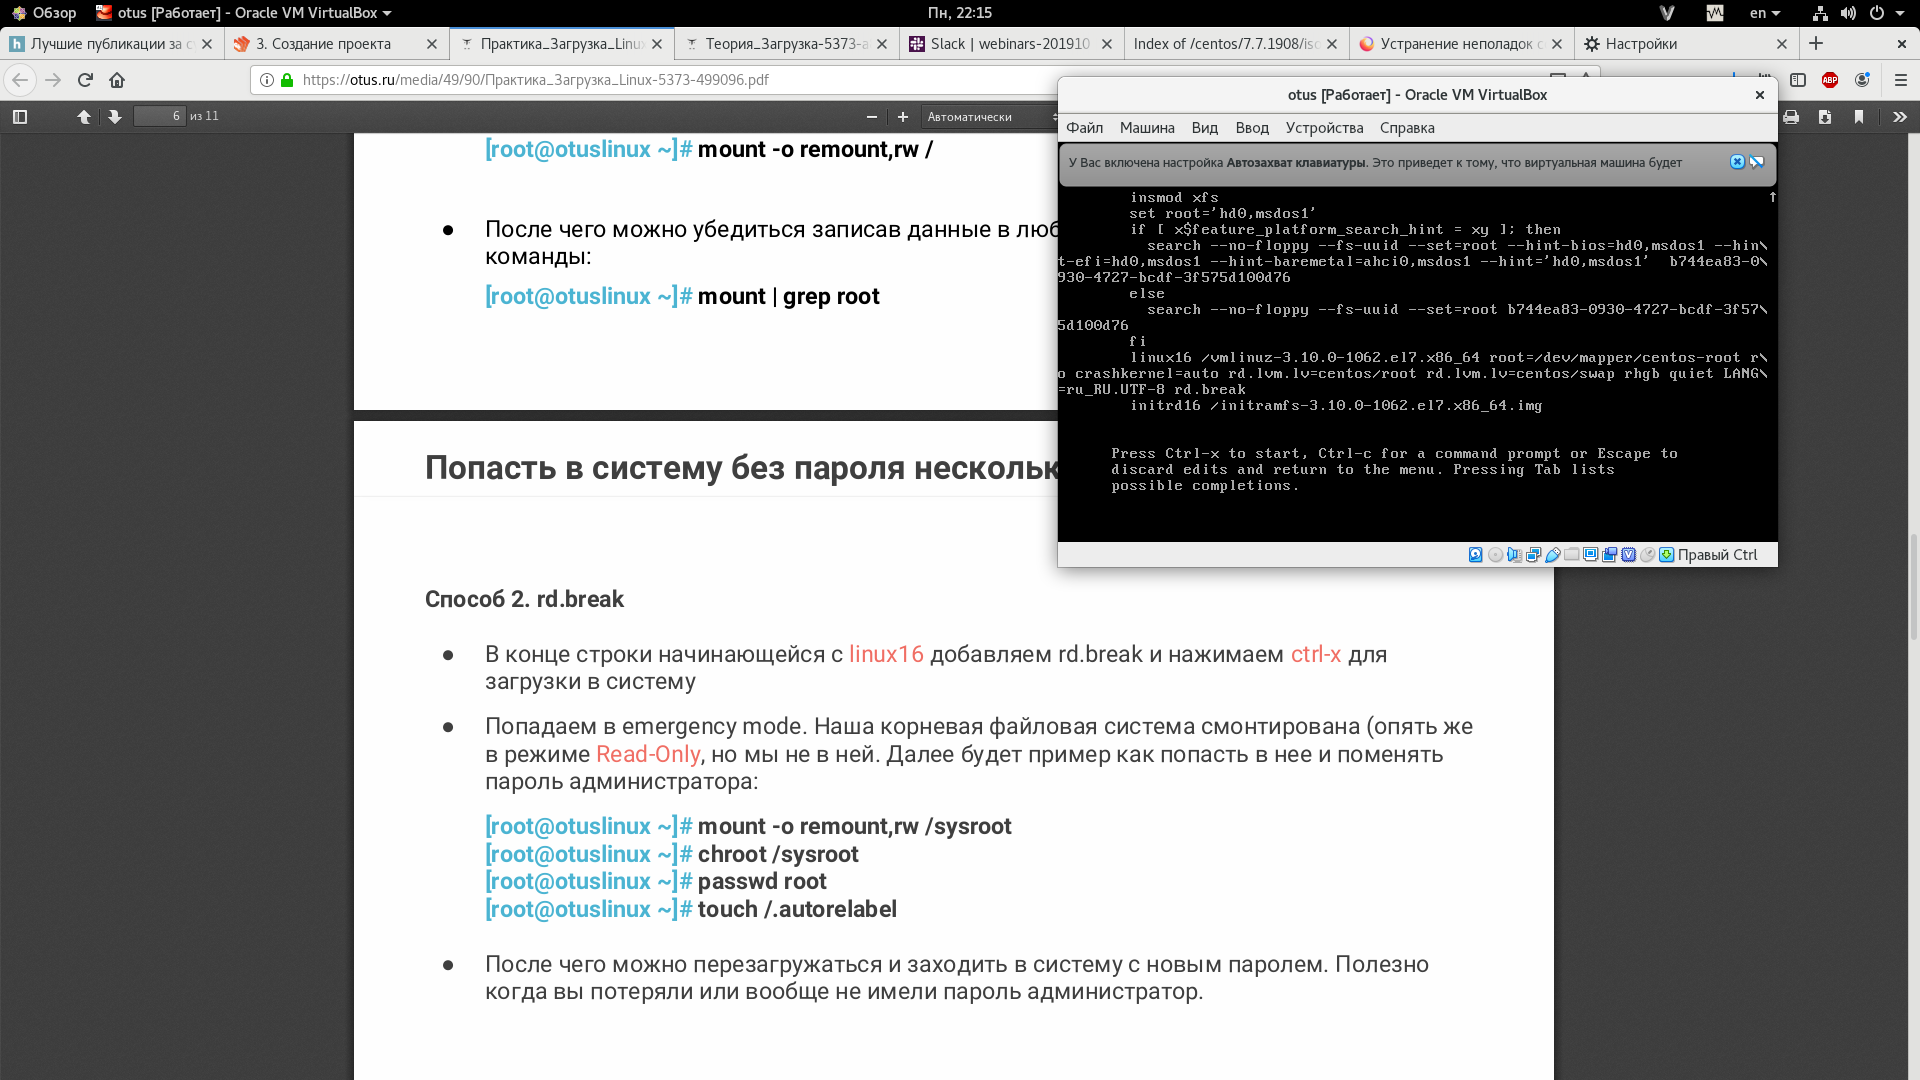 Обзор
otus [Работает] - Oracle VM VirtualBox
Пн, 22:15
en
Лучшие публикации за с
3. Создание проекта
Практика_Загрузка_Linux
Теория_Загрузка-5373-
Slack | webinars-201910
Index of /centos/7.7.1908/iso
Устранение неполадок с
Настройки
https://otus.ru/media/49/90/Практика_Загрузка_Linux-5373-499096.pdf
ABP
6 из 11
Автоматически
[root@otuslinux ~]# mount -o remount,rw /
После чего можно убедиться записав данные в люб
команды:
[root@otuslinux ~]# mount | grep root
Попасть в систему без пароля нескольк
Способ 2. rd.break
В конце строки начинающейся с linux16 добавляем rd.break и нажимаем ctrl-x для
загрузки в систему
Попадаем в emergency mode. Наша корневая файловая система смонтирована (опять же
в режиме Read-Only, но мы не в ней. Далее будет пример как попасть в нее и поменять
пароль администратора:
[root@otuslinux ~]# mount -o remount,rw /sysroot
[root@otuslinux ~]# chroot /sysroot
[root@otuslinux ~]# passwd root
[root@otuslinux ~]# touch /.autorelabel
После чего можно перезагружаться и заходить в систему с новым паролем. Полезно
когда вы потеряли или вообще не имели пароль администратор.
otus [Работает] - Oracle VM VirtualBox
Файл Машина Вид Ввод Устройства Справка
У Вас включена настройка Автозахват клавиатуры. Это приведет к тому, что виртуальная машина будет
insmod xfs
set root='hd0,msdos1'
if [ x$feature_platform_search_hint = xy ]; then
search --no-floppy --fs-uuid --set=root --hint-bios=hd0,msdos1 --hin\
t-efi=hd0,msdos1 --hint-baremetal=ahci0,msdos1 --hint='hd0,msdos1'  b744ea83-0\
930-4727-bcdf-3f575d100d76
else
search --no-floppy --fs-uuid --set=root b744ea83-0930-4727-bcdf-3f57\
5d100d76
fi
linux16 /vmlinuz-3.10.0-1062.el7.x86_64 root=/dev/mapper/centos-root r\
o crashkernel=auto rd.lvm.lv=centos/root rd.lvm.lv=centos/swap rhgb quiet LANG\
=ru_RU.UTF-8 rd.break
initrd16 /initramfs-3.10.0-1062.el7.x86_64.img
Press Ctrl-x to start, Ctrl-c for a command prompt or Escape to
discard edits and return to the menu. Pressing Tab lists
possible completions.
Правый Ctrl